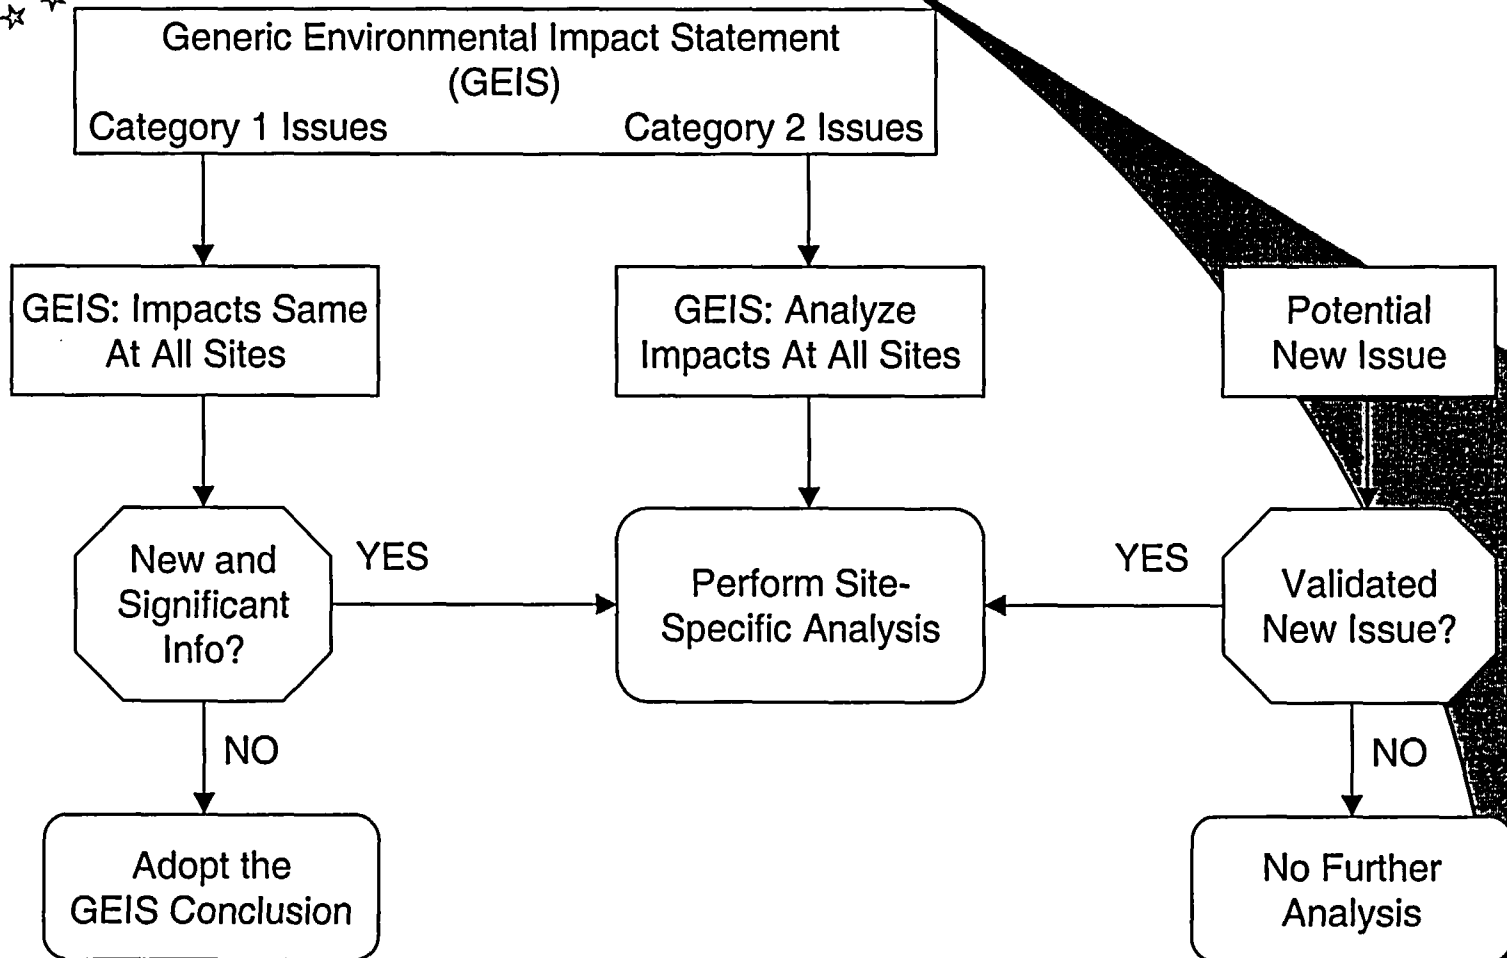 Generic Environmental Impact Statement
(GEIS)
Category 1 Issues
Category 2 Issues
GEIS: Impacts Same
At All Sites
GEIS: Analyze
Impacts At All Sites
Potential
New Issue
New and
Significant
Info?
YES
Perform Site-
Specific Analysis
YES
Validated
New Issue?
NO
NO
Adopt the
GEIS Conclusion
No Further
Analysis